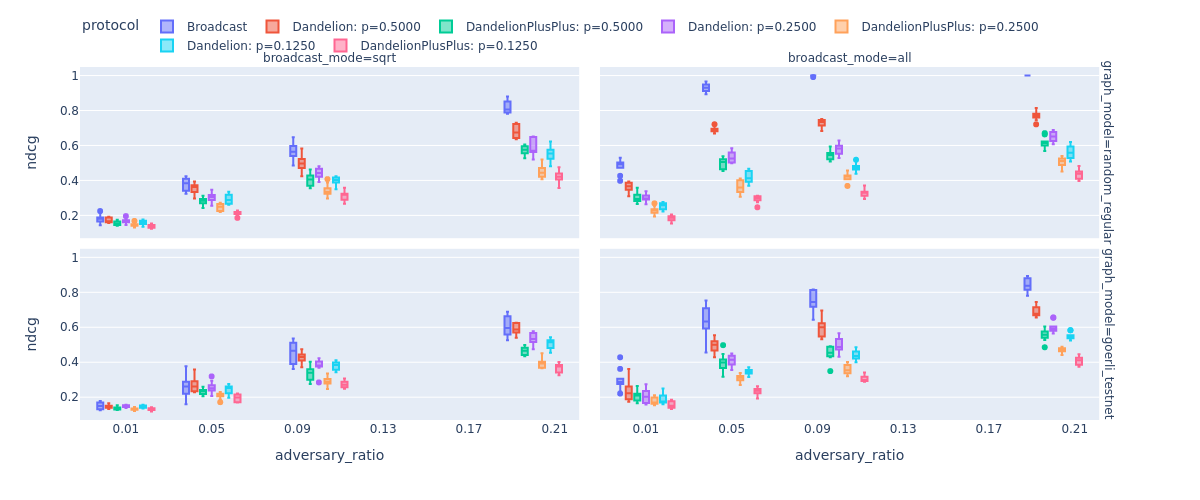 protocol
Broadcast
Dandelion: p=0.5000
DandelionPlusPlus: p=0.5000
Dandelion: p=0.2500
DandelionPlusPlus: p=0.2500
Dandelion: p=0.1250
DandelionPlusPlus: p=0.1250
broadcast_mode=sqrt
broadcast_mode=all
1
0.8
0.6
0.4
0.2
ndcg
graph_model=random_regular
1
0.8
0.6
0.4
0.2
ndcg
graph_model=goerli_testnet
0.01
0.05
0.09
0.13
0.17
0.21
0.01
0.05
0.09
0.13
0.17
0.21
adversary_ratio
adversary_ratio